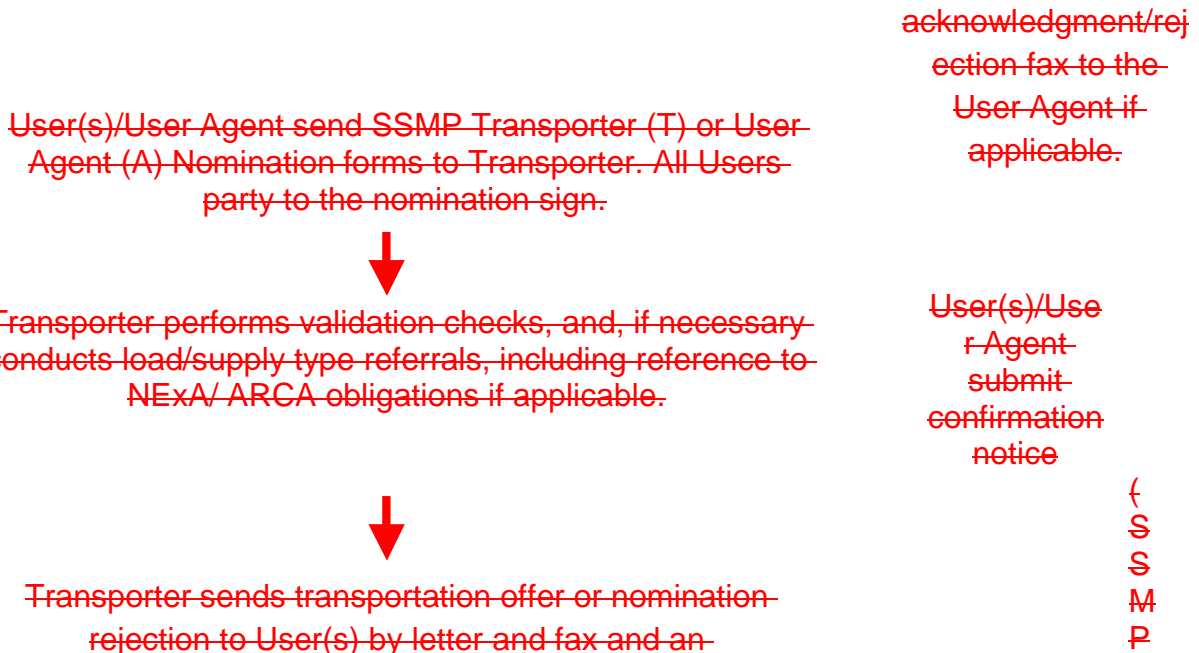 User(s)/User Agent send SSMP Transporter (T) or User
Agent (A) Nomination forms to Transporter. All Users
party to the nomination sign.
Transporter performs validation checks, and, if necessary
conducts load/supply type referrals, including reference to
NExA/ ARCA obligations if applicable.
Transporter sends transportation offer or nomination
rejection to User(s) by letter and fax and an
acknowledgment/rej
ection fax to the
User Agent if
applicable.
User(s)/Use
r Agent
submit
confirmation
notice
(
S
S
M
P